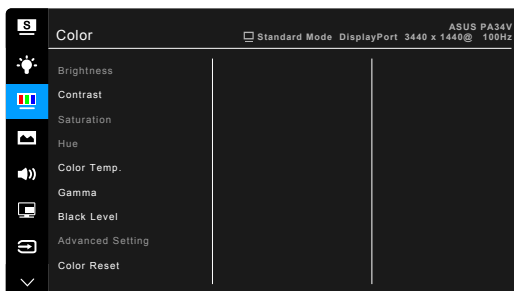 S
Color
ASUS PA34V
Standard Mode DisplayPort 3440 x 1440@ 100Hz
Brightness
Contrast
Saturation
Hue
Color Temp.
Gamma
Black Level
Advanced Setting
Color Reset